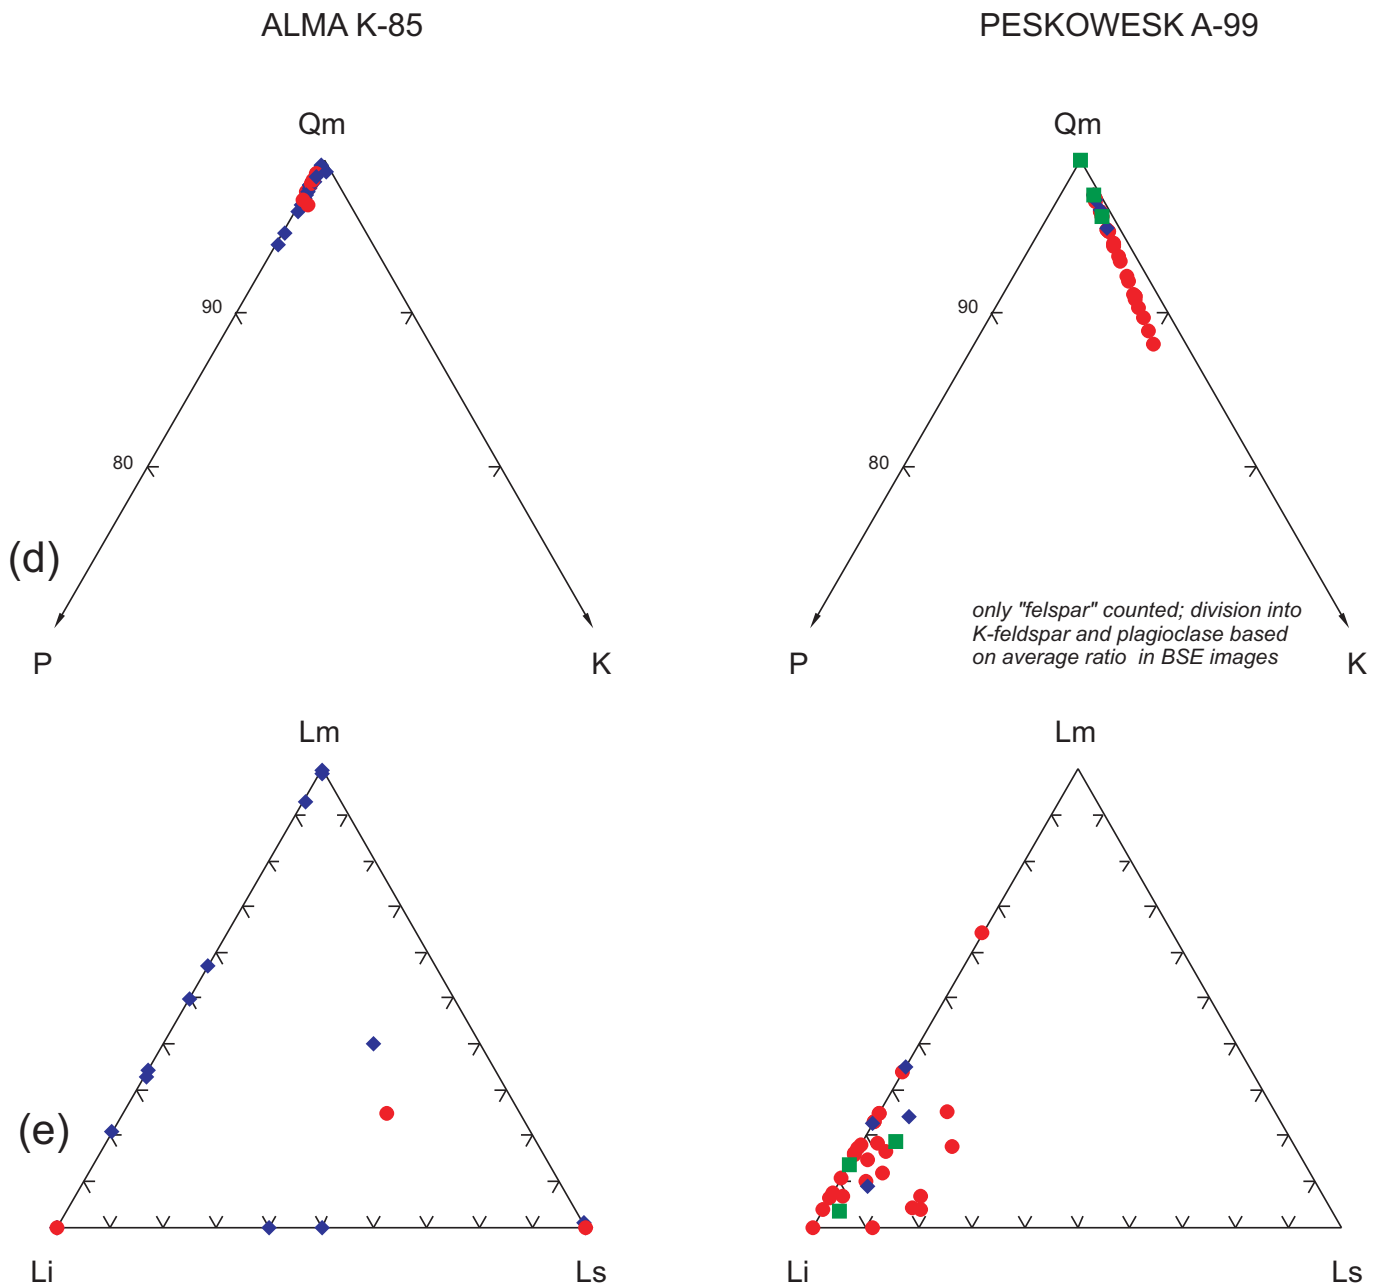 ALMA K-85
PESKOWESK A-99
Qm
Qm
90
90
80
80
(d)
only "felspar" counted; division into
K-feldspar and plagioclase based
on average ratio in BSE images
P
K
P
K
Lm
Lm
(e)
Li
Ls
Li
Ls